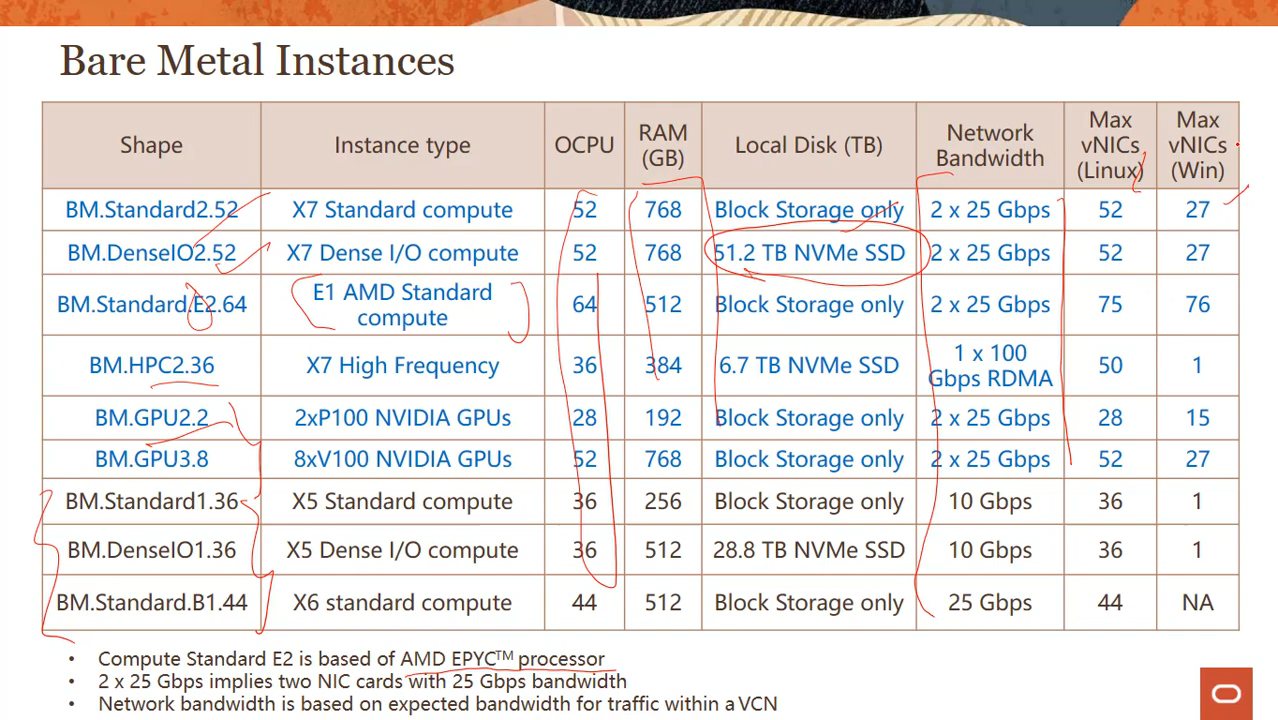 Bare Metal Instances
Shape Instance type OCPU RAM (GB) Local Disk (TB) Network Bandwidth Max vNICs (Linux) Max vNICs (Win)
BM.Standard2.52 X7 Standard compute 52 768 Block Storage only 2 x 25 Gbps 52 27
BM.DenseIO2.52 X7 Dense I/O compute 52 768 51.2 TB NVMe SSD 2 x 25 Gbps 52 27
BM.Standard.E2.64 E1 AMD Standard compute 64 512 Block Storage only 2 x 25 Gbps 75 76
BM.HPC2.36 X7 High Frequency 36 384 6.7 TB NVMe SSD 1 x 100 Gbps RDMA 50 1
BM.GPU2.2 2xP100 NVIDIA GPUs 28 192 Block Storage only 2 x 25 Gbps 28 15
BM.GPU3.8 8xV100 NVIDIA GPUs 52 768 Block Storage only 2 x 25 Gbps 52 27
BM.Standard1.36 X5 Standard compute 36 256 Block Storage only 10 Gbps 36 1
BM.DenseIO1.36 X5 Dense I/O compute 36 512 28.8 TB NVMe SSD 10 Gbps 36 1
BM.Standard.B1.44 X6 standard compute 44 512 Block Storage only 25 Gbps 44 NA
• Compute Standard E2 is based of AMD EPYC™ processor
• 2 x 25 Gbps implies two NIC cards with 25 Gbps bandwidth
• Network bandwidth is based on expected bandwidth for traffic within a VCN